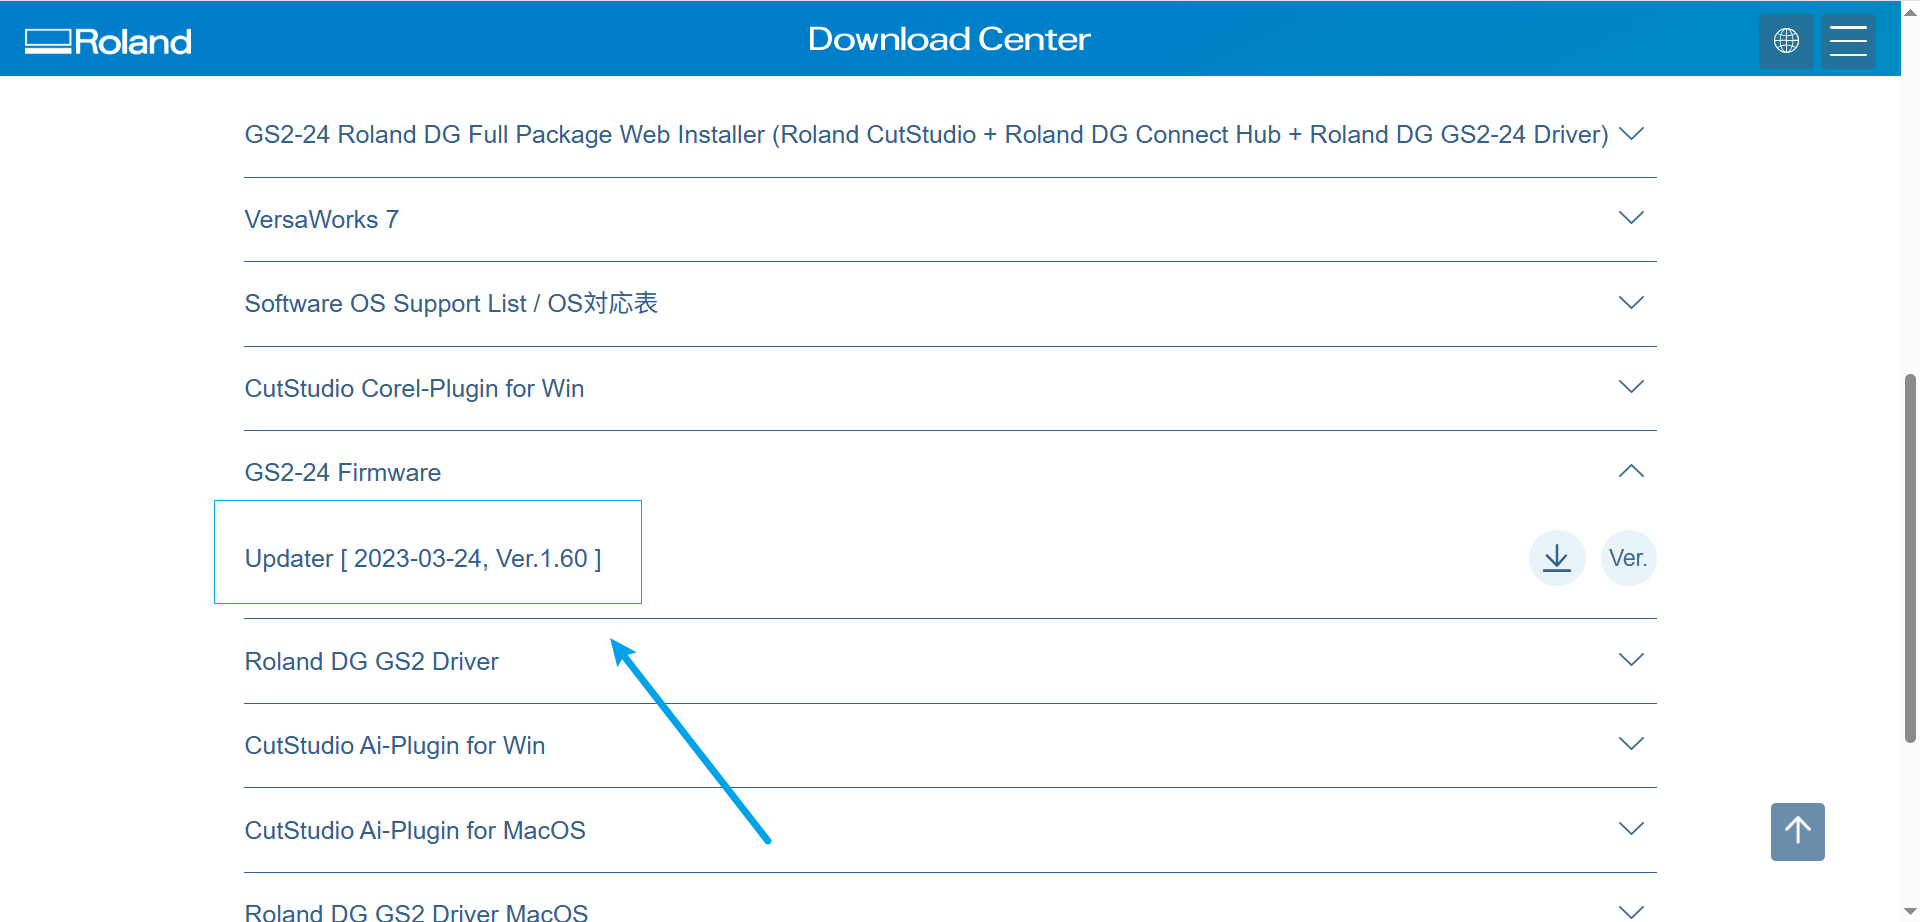 Roland
Download Center
GS2-24 Roland DG Full Package Web Installer (Roland CutStudio + Roland DG Connect Hub + Roland DG GS2-24 Driver)
VersaWorks 7
Software OS Support List / OS対応表
CutStudio Corel-Plugin for Win
GS2-24 Firmware
Updater [ 2023-03-24, Ver.1.60 ]
Ver.
Roland DG GS2 Driver
CutStudio Ai-Plugin for Win
CutStudio Ai-Plugin for MacOS
Roland DG GS2 Driver MacOS